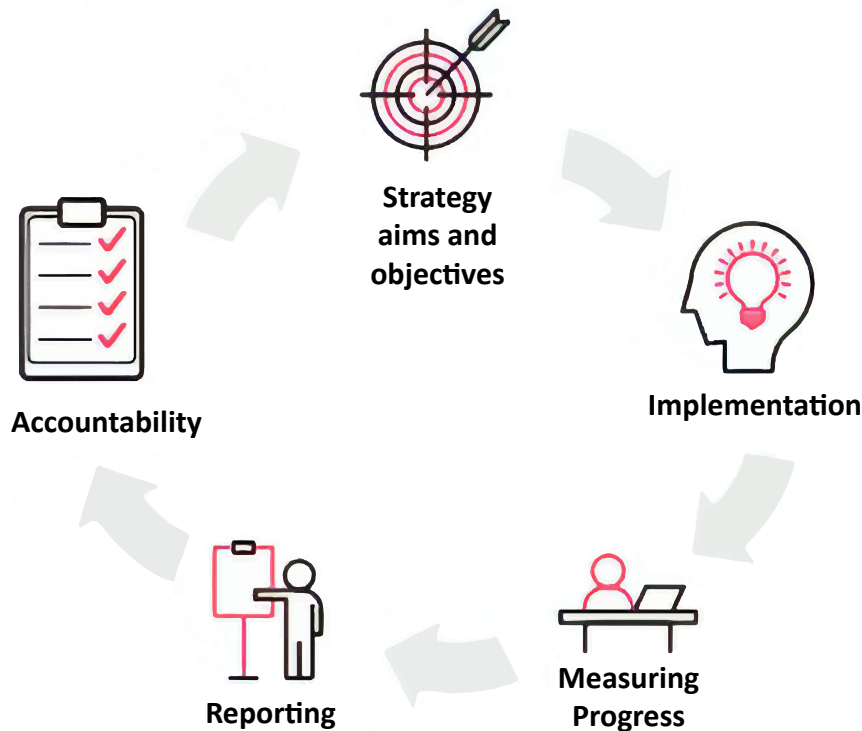 Strategy
aims and
objectives
Implementation
Measuring
Progress
Reporting
Accountability